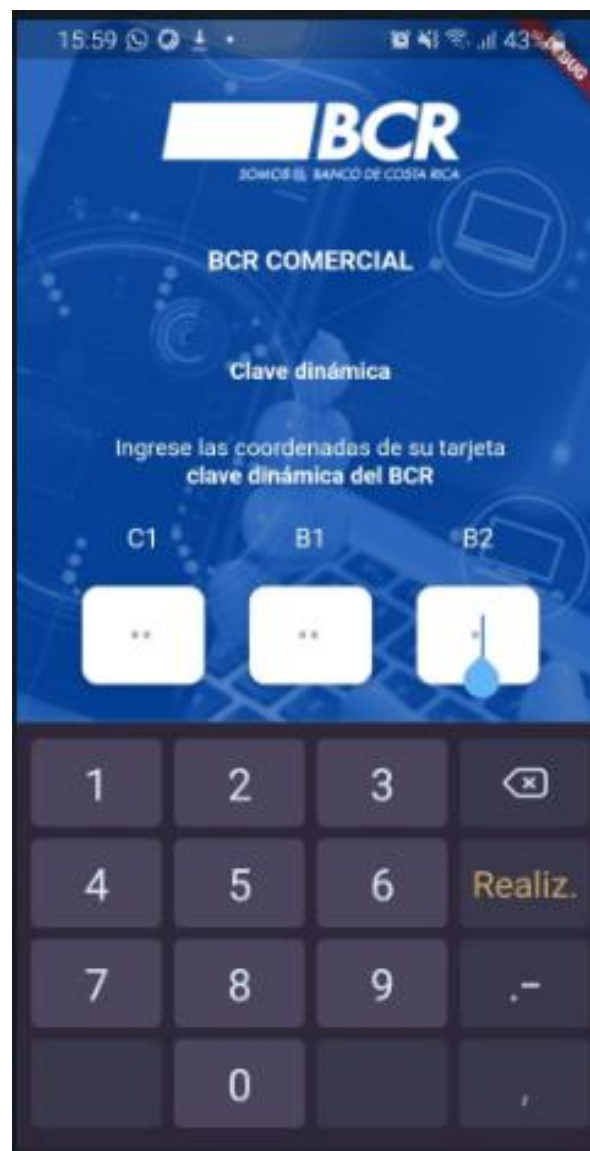 15:59
43%
DEBUG
BCR
SOMOS EL BANCO DE COSTA RICA
BCR COMERCIAL
Clave dinámica
Ingrese las coordenadas de su tarjeta
clave dinámica del BCR
C1 B1 B2
1 2 3
4 5 6 Realiz.
7 8 9 .-
0 ,